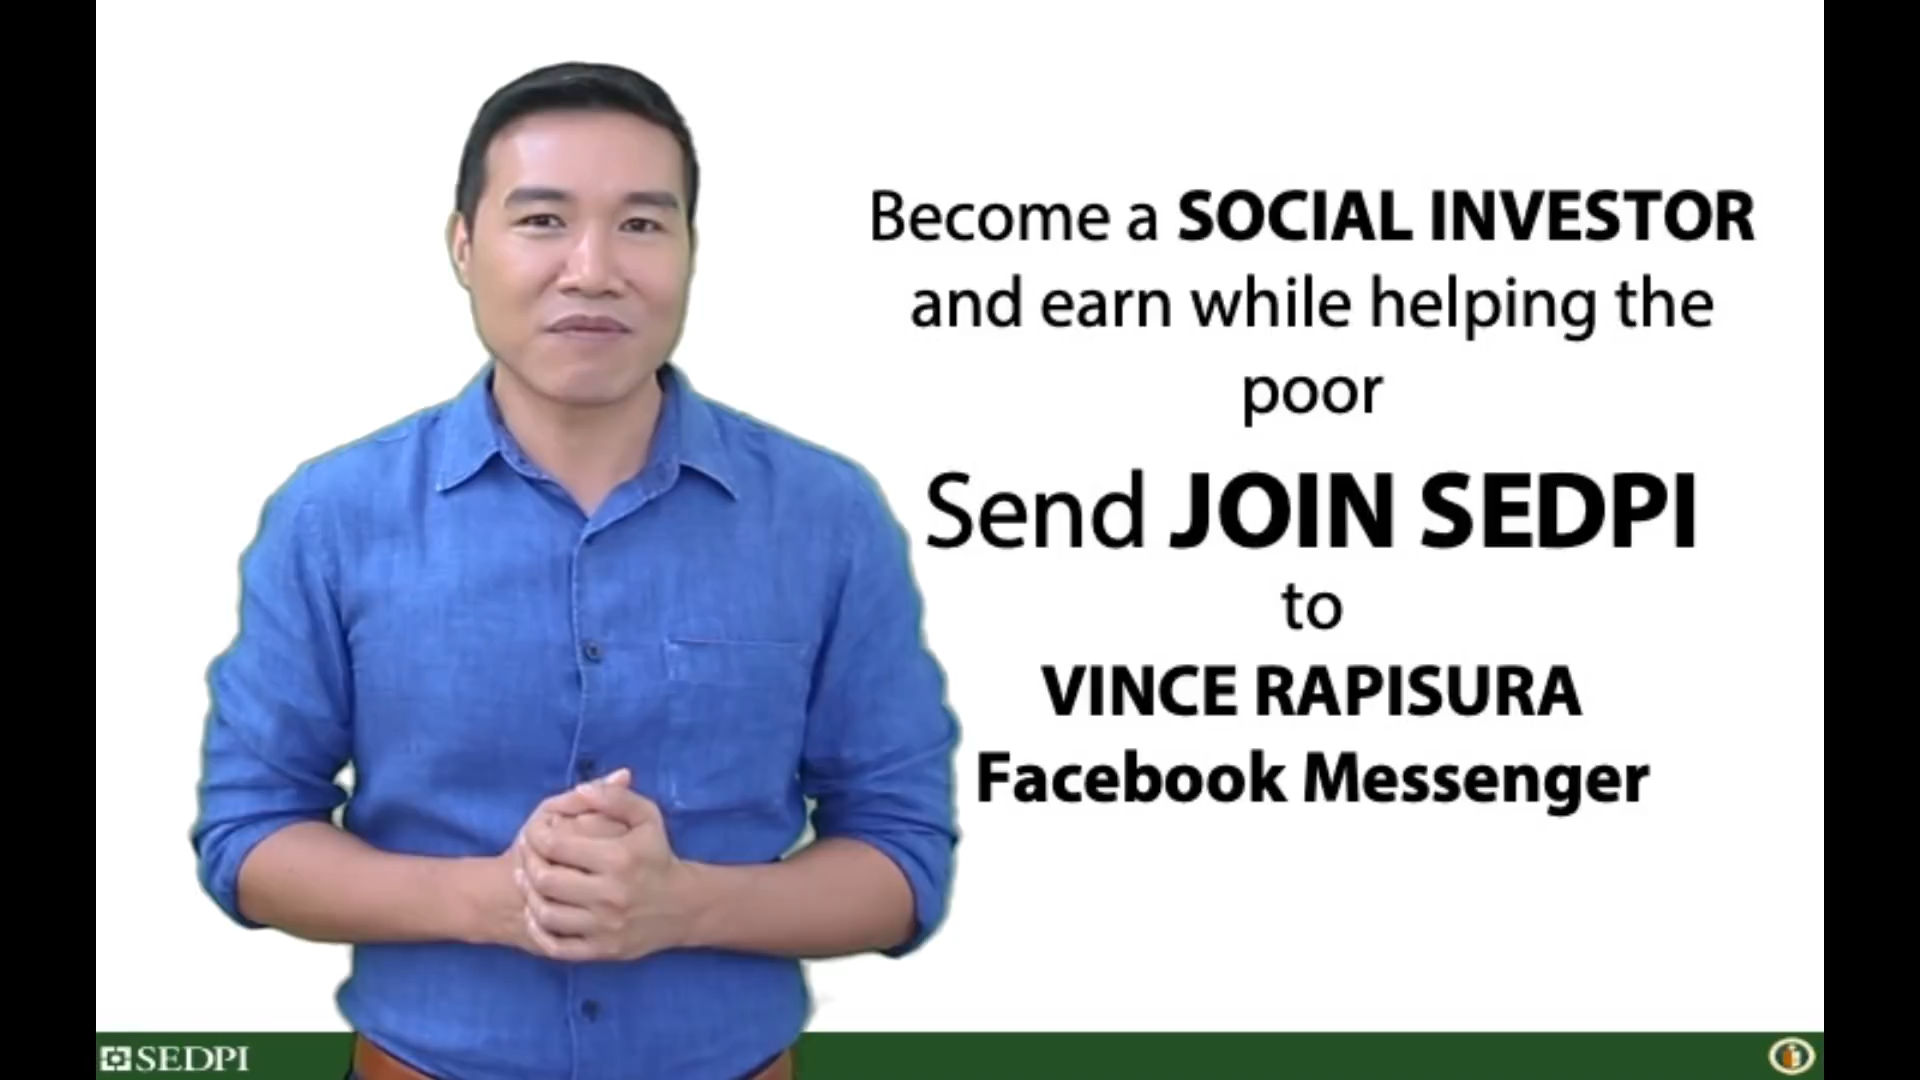 Become a SOCIAL INVESTOR
and earn while helping the
poor
Send JOIN SEDPI
to
VINCE RAPISURA
Facebook Messenger
SEDPI